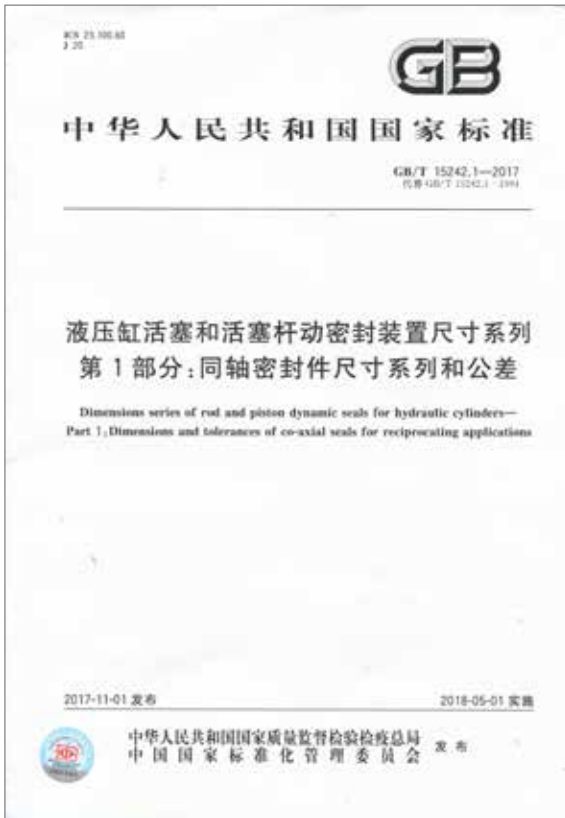 ICS 23.100.60
J 20
GB
中华人民共和国国家标准
GB/T 15242.1—2017
代替 GB/T 15242.1—1994
液压缸活塞和活塞杆动密封装置尺寸系列
第 1 部分:同轴密封件尺寸系列和公差
Dimensions series of rod and piston dynamic seals for hydraulic cylinders—
Part 1:Dimensions and tolerances of co-axial seals for reciprocating applications
2017-11-01 发布
2018-05-01 实施
中华人民共和国国家质量监督检验检疫总局
中国国家标准化管理委员会
发布